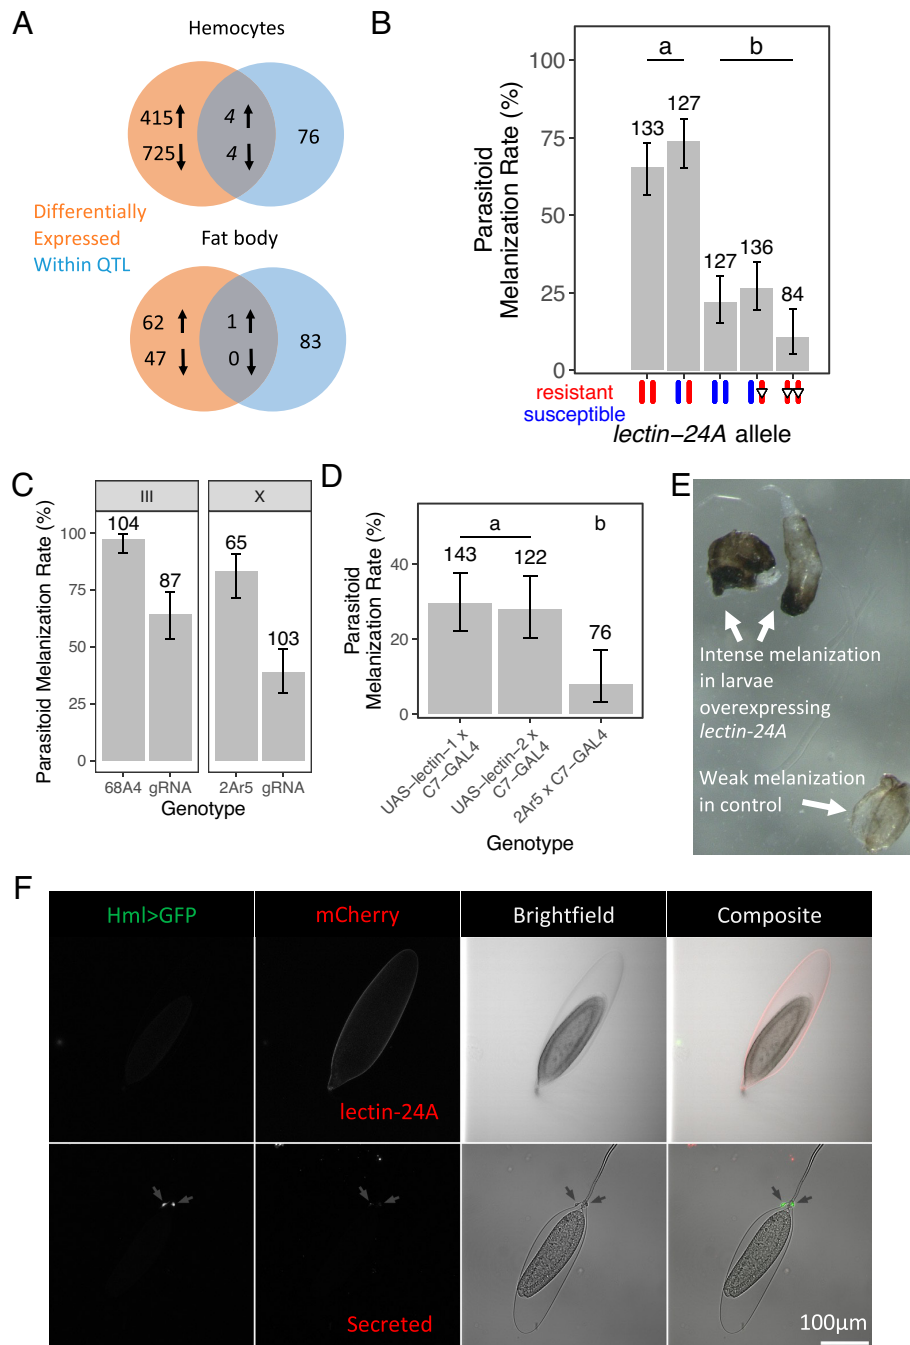 A
Hemocytes
415
4
76
725
4
Differentially
Expressed
Within QTL
Fat body
62
1
83
47
0
B
Parasitoid
Melanization Rate (%)
100
75
50
25
0
a
b
133
127
127
136
84
resistant
susceptible
lectin−24A allele
C
III
X
Parasitoid Melanization Rate (%)
100
75
50
25
0
104
87
65
103
68A4 gRNA
2Ar5 gRNA
Genotype
D
Parasitoid
Melanization Rate (%)
40
20
0
a
b
143
122
76
UAS−lectin−1 x
C7−GAL4
UAS−lectin−2 x
C7−GAL4
2Ar5 x C7−GAL4
Genotype
E
Intense melanization
in larvae
overexpressing
lectin-24A
Weak melanization
in control
F
Hml>GFP
mCherry
Brightfield
Composite
lectin-24A
Secreted
100µm